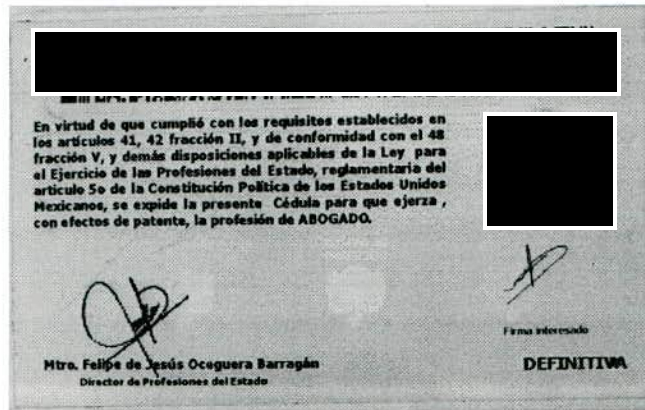 En virtud de que cumplió con los requisitos establecidos en
los artículos 41, 42 fracción II, y de conformidad con el 48
fracción V, y demás disposiciones aplicables de la Ley para
el Ejercicio de las Profesiones del Estado, reglamentaria del
artículo 5o de la Constitución Política de los Estados Unidos
Mexicanos, se expide la presente Cédula para que ejerza ,
con efectos de patente, la profesión de ABOGADO.
Firma interesado
Mtro. Felipe de Jesús Oceguera Barragán
Director de Profesiones del Estado
DEFINITIVA